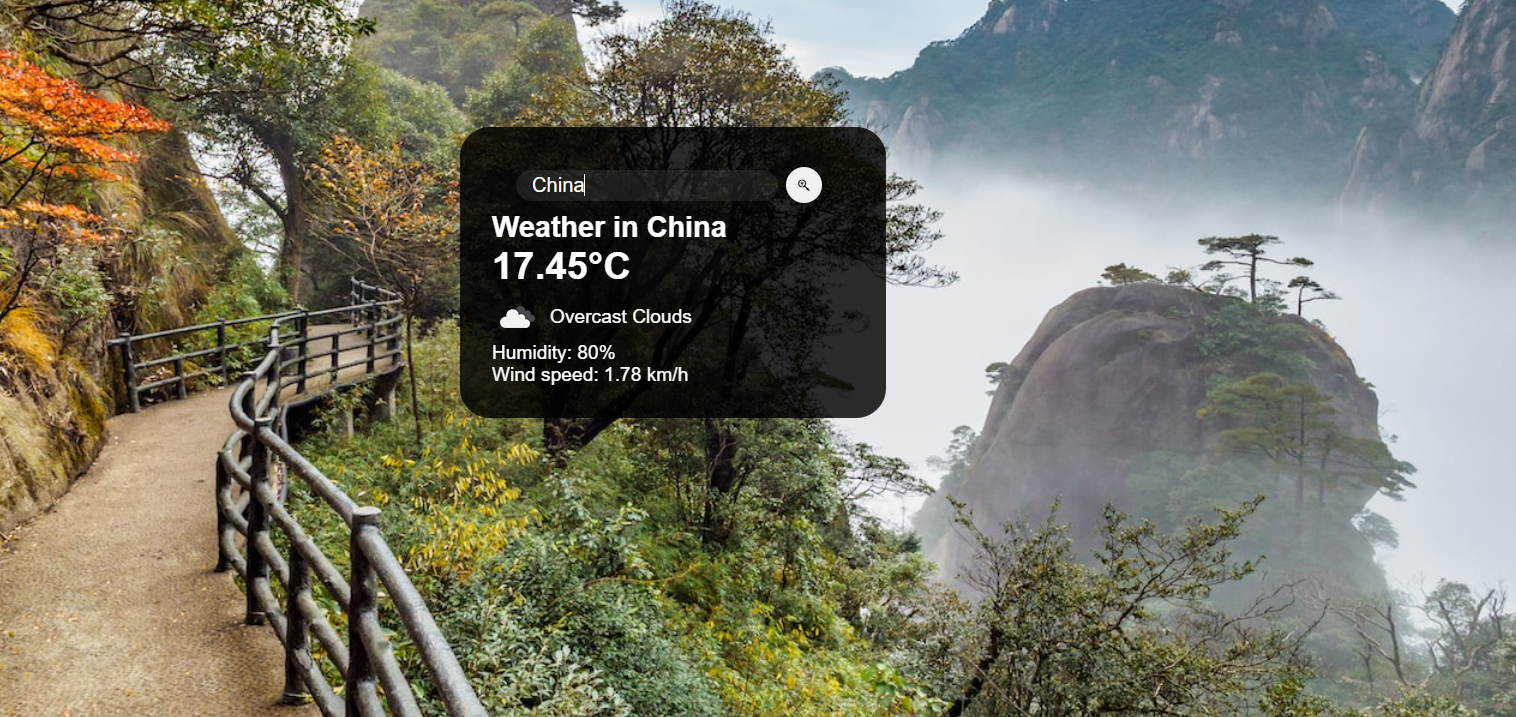 China
Weather in China
17.45°C
Overcast Clouds
Humidity: 80%
Wind speed: 1.78 km/h